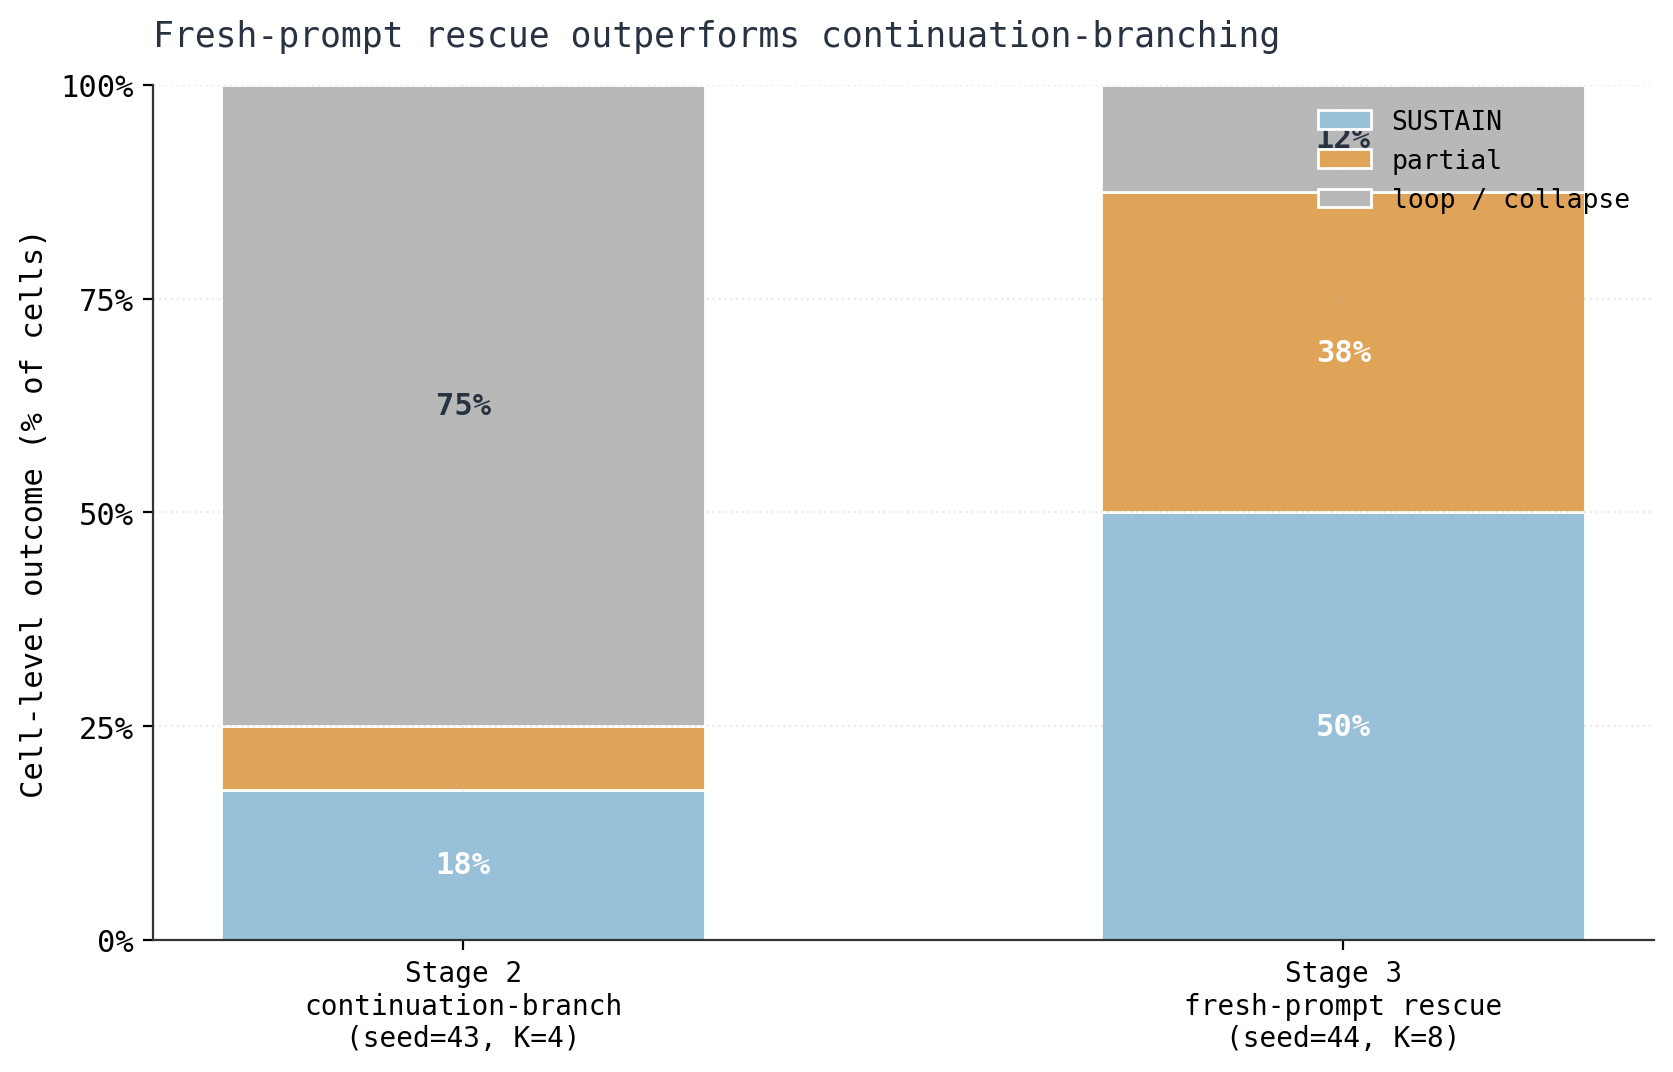 Fresh-prompt rescue outperforms continuation-branching
Cell-level outcome (% of cells)
100%
75%
50%
25%
0%
75%
18%
12%
38%
50%
SUSTAIN
partial
loop / collapse
Stage 2
continuation-branch
(seed=43, K=4)
Stage 3
fresh-prompt rescue
(seed=44, K=8)